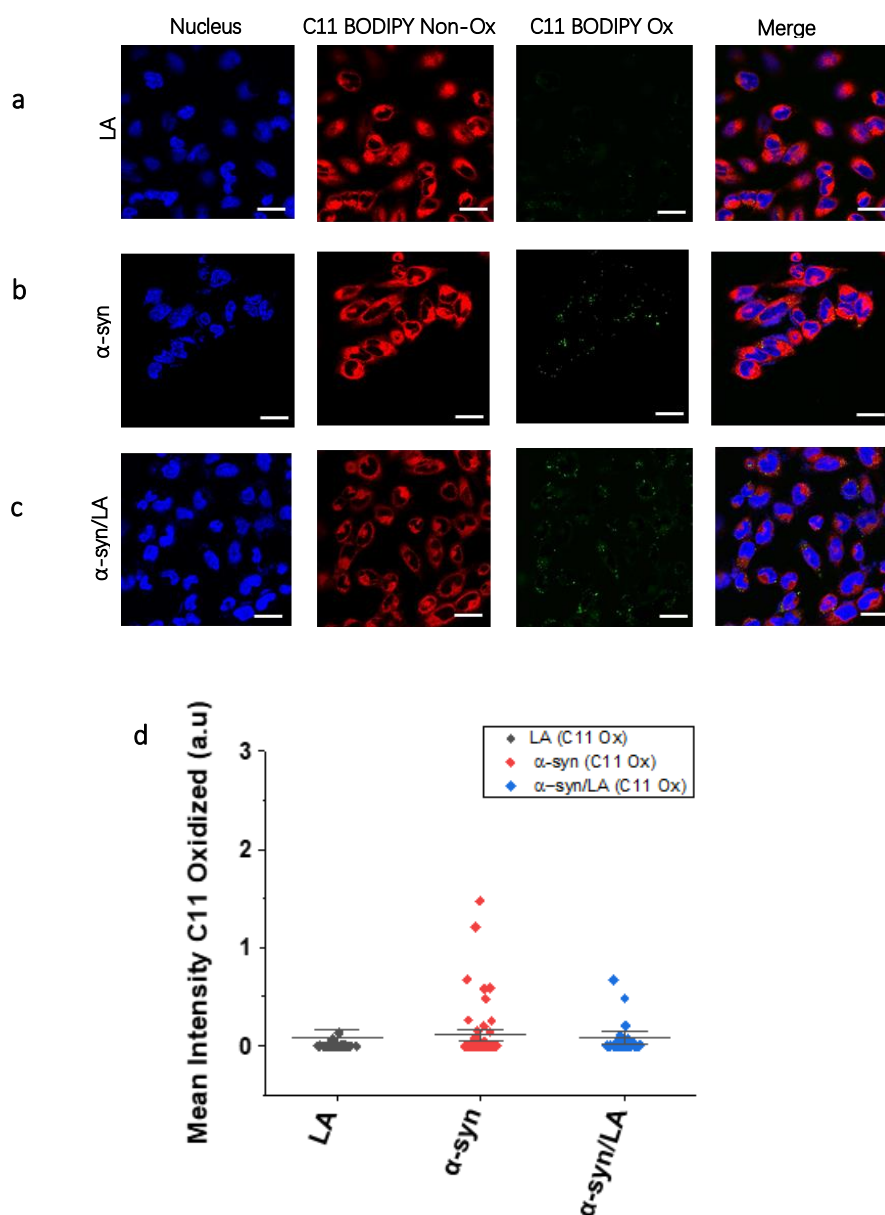 Nucleus C11 BODIPY Non-Ox C11 BODIPY Ox Merge
a
LA
b
α-syn
c
α-syn/LA
d
LA (C11 Ox)
α-syn (C11 Ox)
α-syn/LA (C11 Ox)
Mean Intensity C11 Oxidized (a.u)
3
2
1
0
LA
α-syn
α-syn/LA